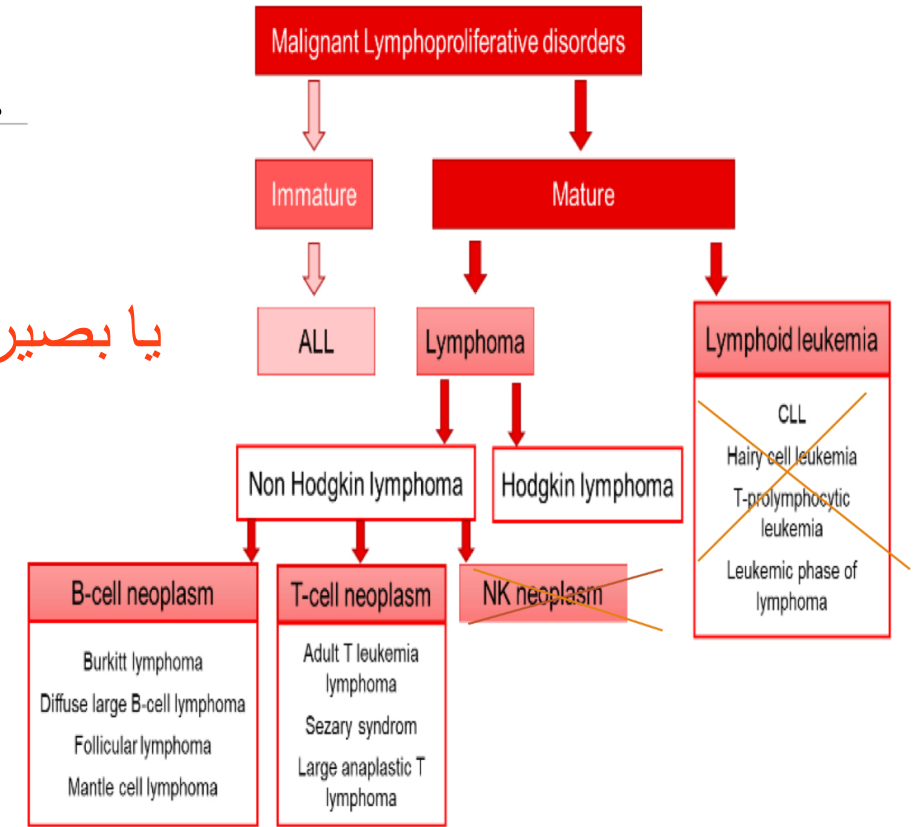 Malignant Lymphoproliferative disorders
Immature
Mature
يا بصير
ALL
Lymphoma
Lymphoid leukemia
CLL
Hairy cell leukemia
T-prolymphocytic
leukemia
Leukemic phase of
lymphoma
Non Hodgkin lymphoma
Hodgkin lymphoma
B-cell neoplasm
Burkitt lymphoma
Diffuse large B-cell lymphoma
Follicular lymphoma
Mantle cell lymphoma
T-cell neoplasm
Adult T leukemia
lymphoma
Sezary syndrom
Large anaplastic T
lymphoma
NK neoplasm